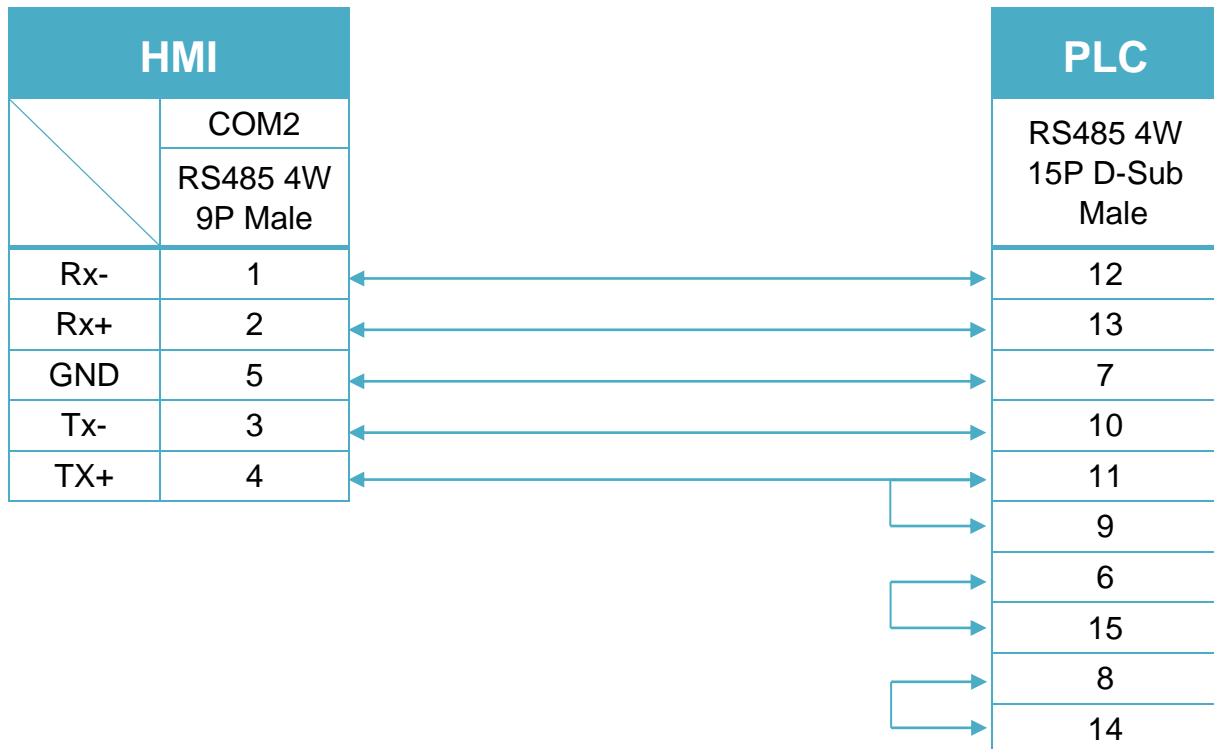 HMI
PLC
COM2
RS485 4W
9P Male
RS485 4W
15P D-Sub
Male
Rx- 1 12
Rx+ 2 13
GND 5 7
Tx- 3 10
TX+ 4 11
9
6
15
8
14